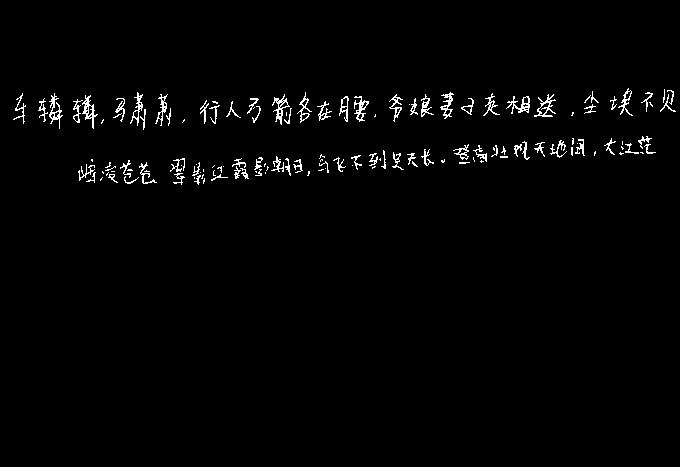 车辚辚,马萧萧,行人弓箭各在腰.爷娘妻子走相送,尘埃不见
嶂凌苍苍 翠影红霞影朝日,鸟飞不到吴天长。登高壮观天地间,大江茫